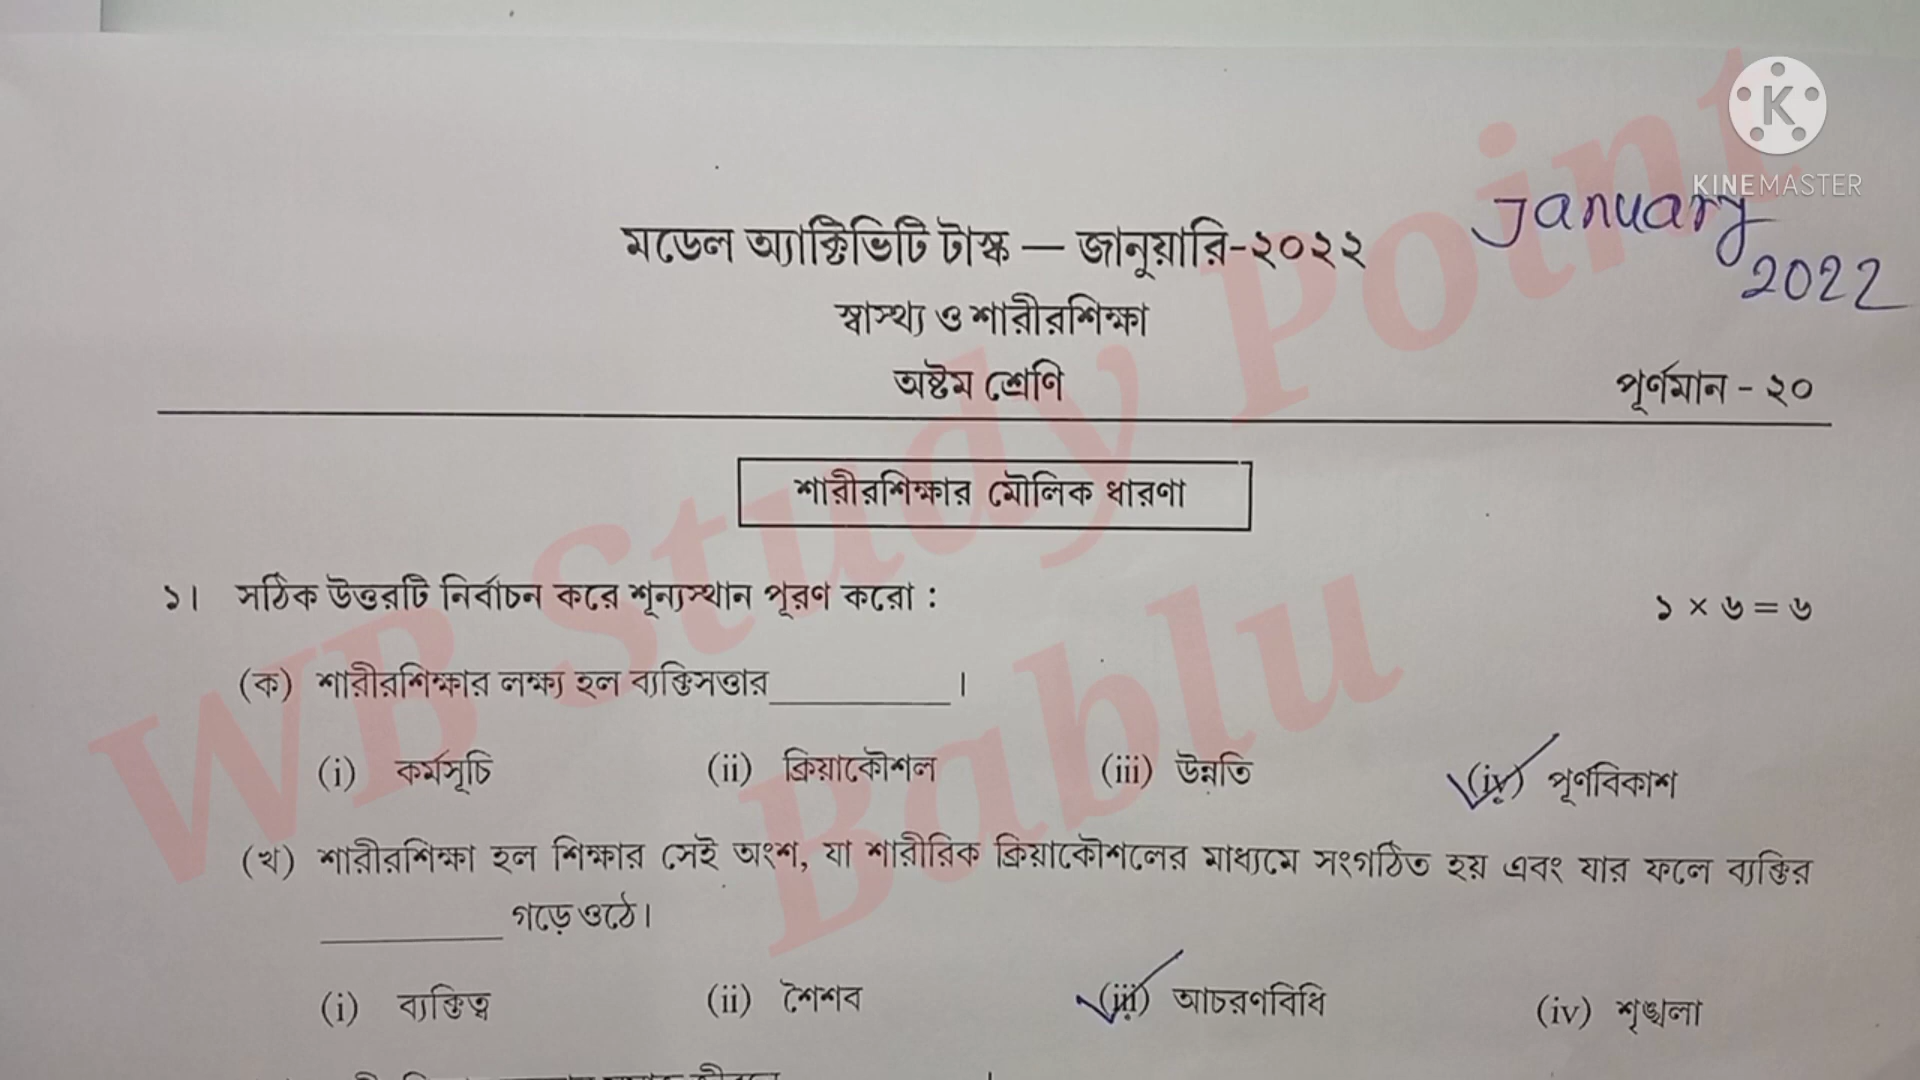 K
KINEMASTER
January
2022
মডেল অ্যাক্টিভিটি টাস্ক — জানুয়ারি-২০২২
স্বাস্থ্য ও শারীরশিক্ষা
অষ্টম শ্রেণি
পূর্ণমান - ২০
শারীরশিক্ষার মৌলিক ধারণা
১। সঠিক উত্তরটি নির্বাচন করে শূন্যস্থান পূরণ করো : ১ × ৬ = ৬
(ক) শারীরশিক্ষার লক্ষ্য হল ব্যক্তিসত্তার __________ ।
(i) কর্মসূচি (ii) ক্রিয়াকৌশল (iii) উন্নতি (iv) পূর্ণবিকাশ
(খ) শারীরশিক্ষা হল শিক্ষার সেই অংশ, যা শারীরিক ক্রিয়াকৌশলের মাধ্যমে সংগঠিত হয় এবং যার ফলে ব্যক্তির
__________ গড়ে ওঠে।
(i) ব্যক্তিত্ব (ii) শৈশব (iii) আচরণবিধি (iv) শৃঙ্খলা
WB Study Point
Bablu